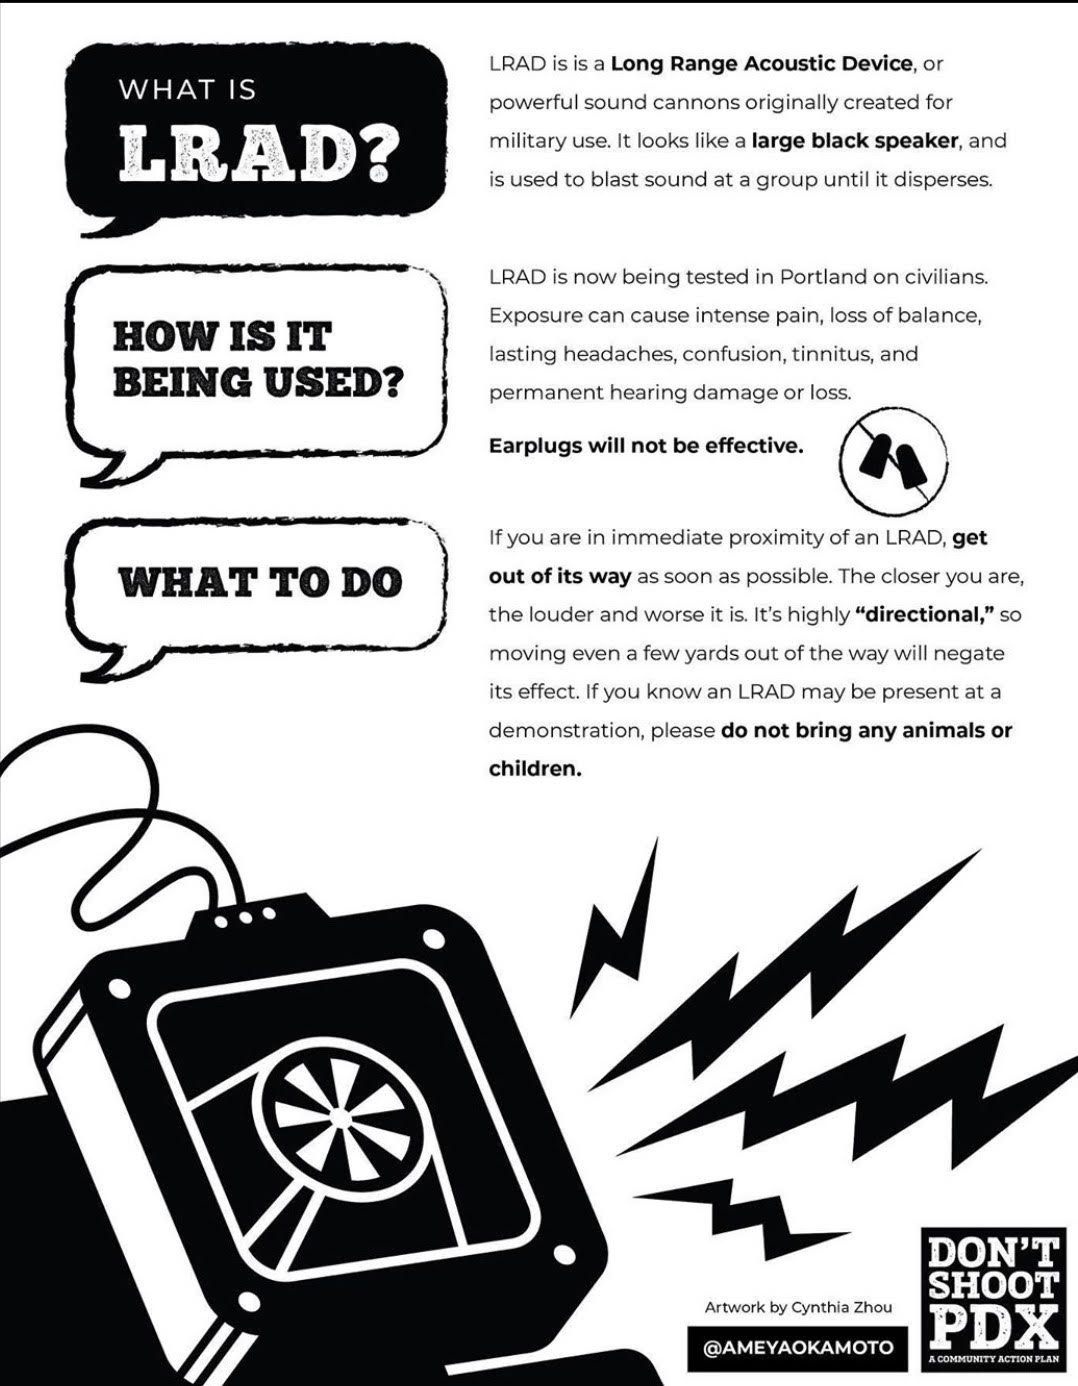 WHAT IS
LRAD?
LRAD is is a Long Range Acoustic Device, or
powerful sound cannons originally created for
military use. It looks like a large black speaker, and
is used to blast sound at a group until it disperses.
HOW IS IT
BEING USED?
LRAD is now being tested in Portland on civilians.
Exposure can cause intense pain, loss of balance,
lasting headaches, confusion, tinnitus, and
permanent hearing damage or loss.
Earplugs will not be effective.
WHAT TO DO
If you are in immediate proximity of an LRAD, get
out of its way as soon as possible. The closer you are,
the louder and worse it is. It's highly “directional,” so
moving even a few yards out of the way will negate
its effect. If you know an LRAD may be present at a
demonstration, please do not bring any animals or
children.
Artwork by Cynthia Zhou
@AMEYAOKAMOTO
DON'T
SHOOT
PDX
A COMMUNITY ACTION PLAN